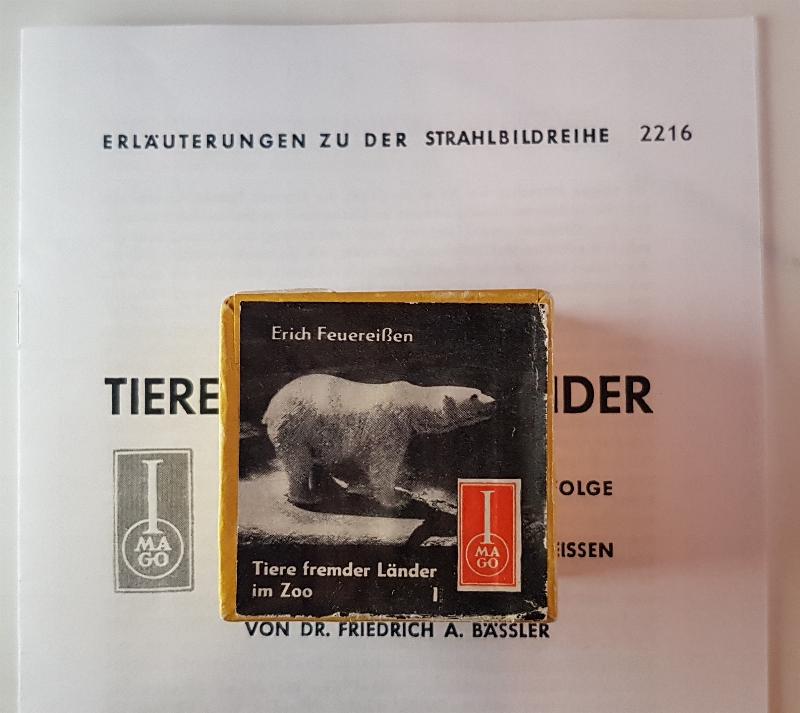 ERLÄUTERUNGEN ZU DER STRAHLBILDREIHE 2216
Erich Feuereißen
TIERE
NDER
I
MA
GO
OLGE
EISSEN
I
MA
GO
Tiere fremder Länder
im Zoo I
VON DR. FRIEDRICH A. BÄSSLER